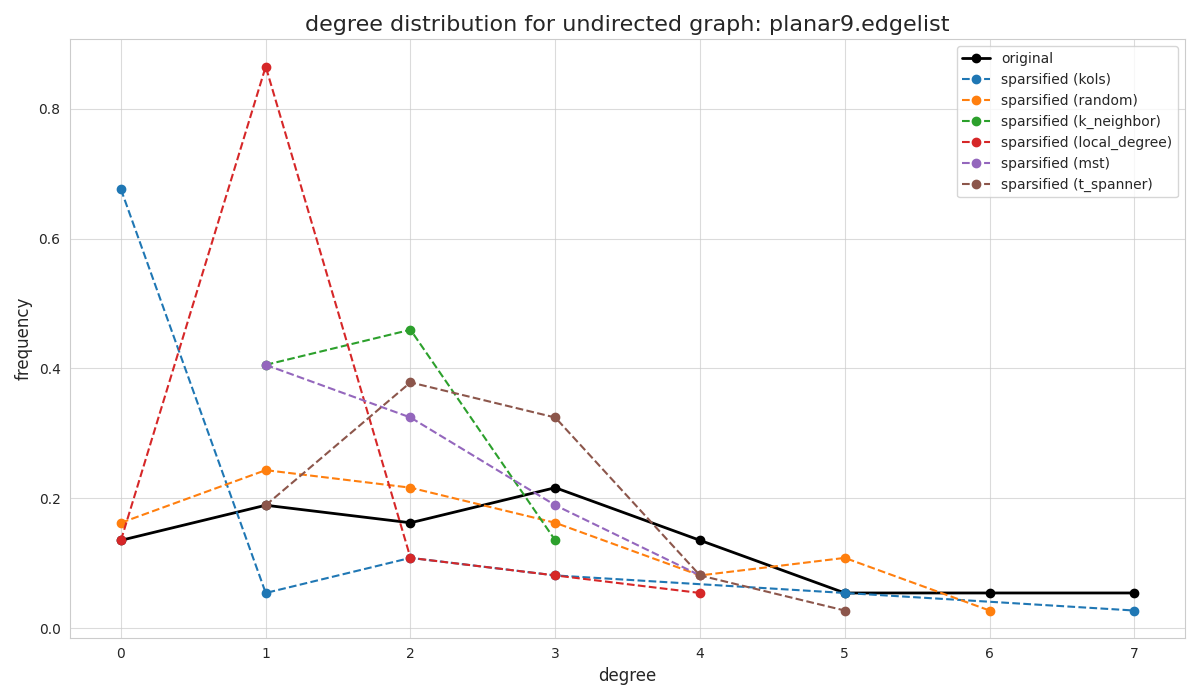 degree distribution for undirected graph: planar9.edgelist
original
sparsified (kols)
sparsified (random)
sparsified (k_neighbor)
sparsified (local_degree)
sparsified (mst)
sparsified (t_spanner)
frequency
0.8
0.6
0.4
0.2
0.0
0 1 2 3 4 5 6 7
degree